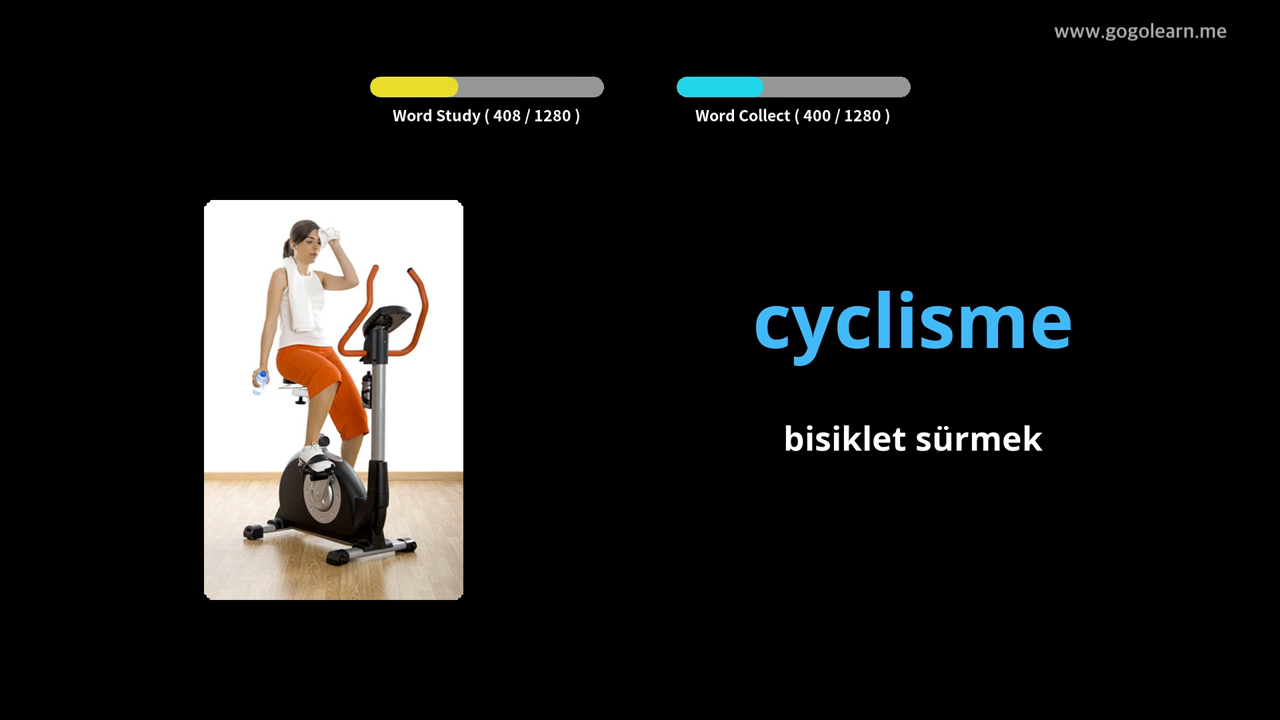 www.gogolearn.me
Word Study ( 408 / 1280 )
Word Collect ( 400 / 1280 )
cyclisme
bisiklet sürmek